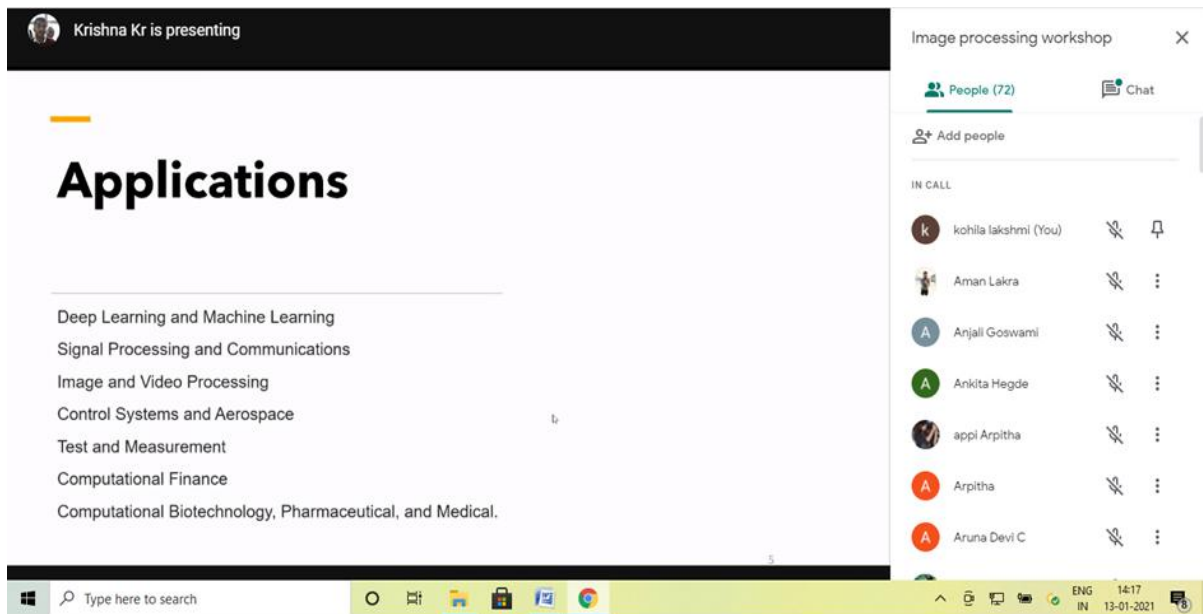 Krishna Kr is presenting
Applications
Deep Learning and Machine Learning
Signal Processing and Communications
Image and Video Processing
Control Systems and Aerospace
Test and Measurement
Computational Finance
Computational Biotechnology, Pharmaceutical, and Medical.
5
Image processing workshop
People (72)
Chat
Add people
IN CALL
k
kohila lakshmi (You)
Aman Lakra
A
Anjali Goswami
A
Ankita Hegde
appi Arpitha
A
Arpitha
A
Aruna Devi C
Type here to search
ENG
IN
14:17
13-01-2021